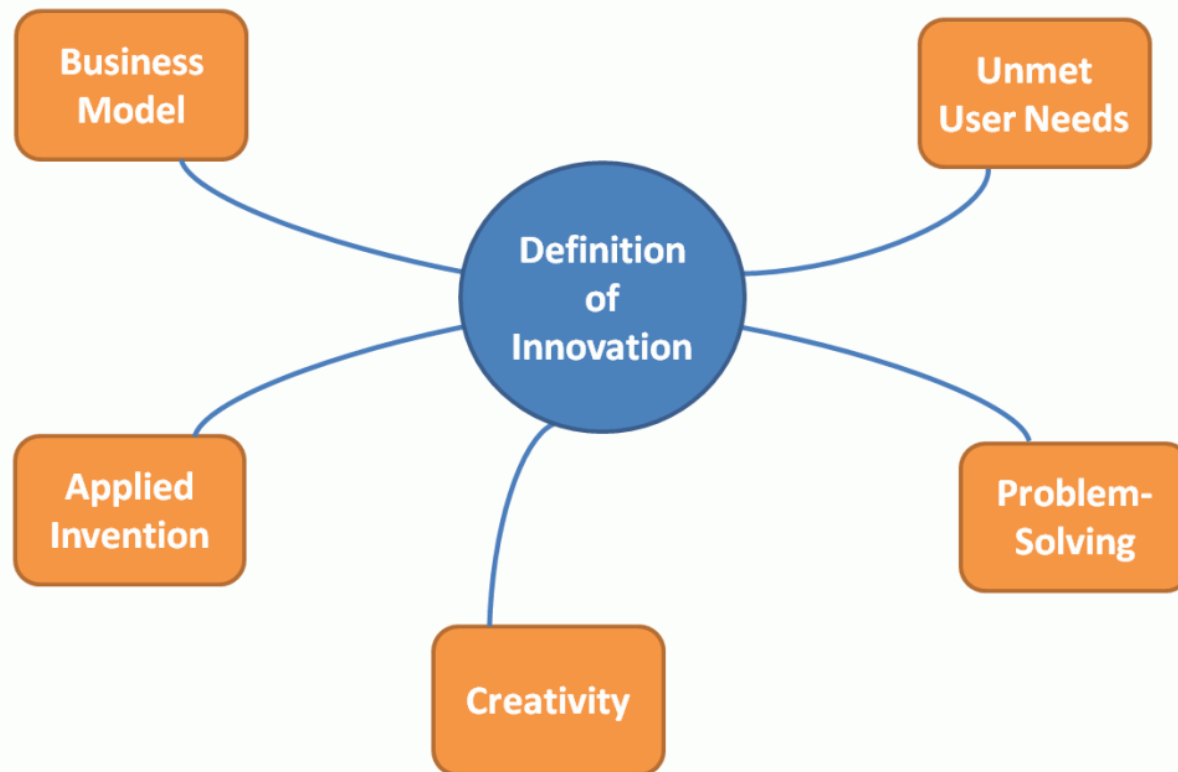 Business
Model
Unmet
User Needs
Definition
of
Innovation
Applied
Invention
Problem-
Solving
Creativity